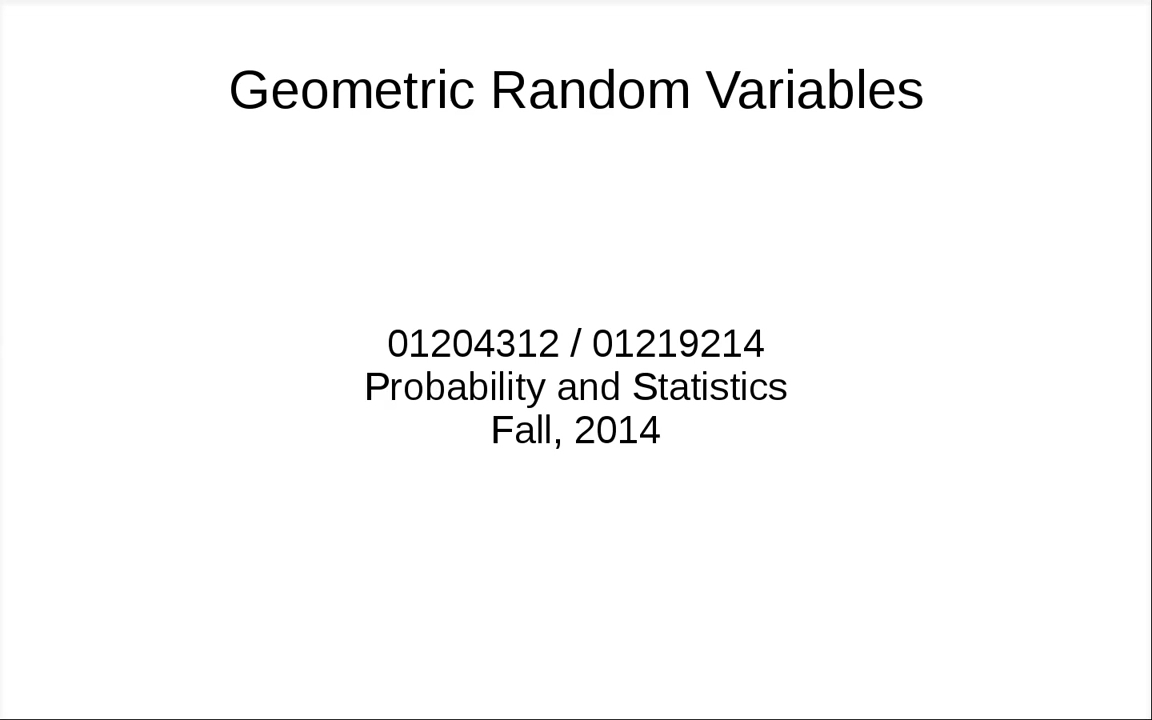 Geometric Random Variables
01204312 / 01219214
Probability and Statistics
Fall, 2014